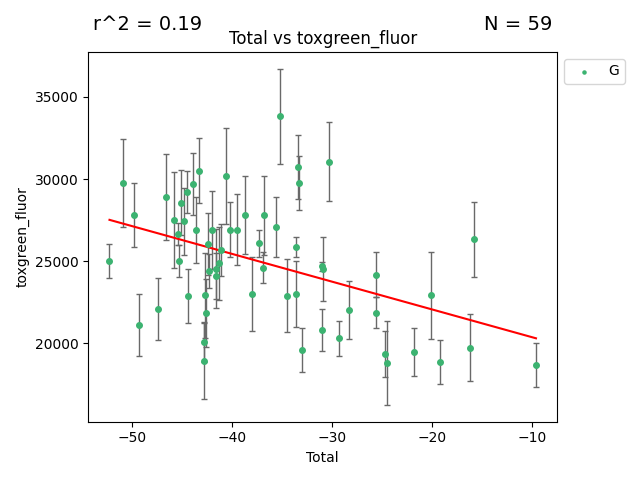 r^2 = 0.19
N = 59
Total vs toxgreen_fluor
G
35000
30000
25000
20000
toxgreen_fluor
−50
−40
−30
−20
−10
Total